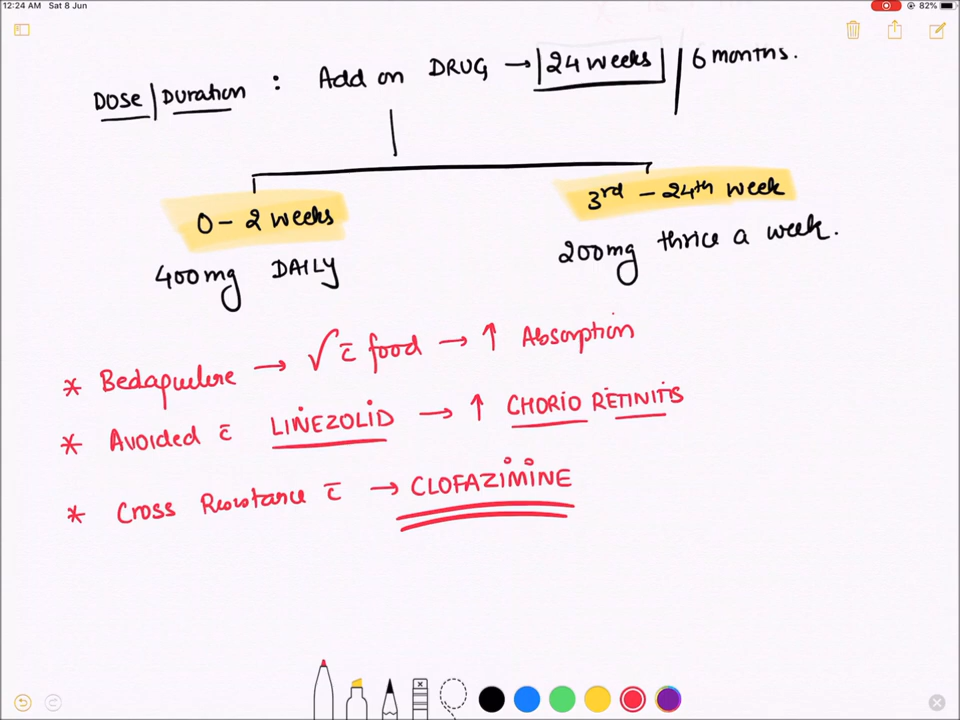 12:24 AM Sat 8 Jun 82%
Dose | Duration : Add on DRUG → 24 weeks | 6 months.
0 – 2 weeks 3rd – 24th week
400mg DAILY 200mg thrice a week.
* Bedaquiline → √ c̄ food → ↑ Absorption
* Avoided c̄ LINEZOLID → ↑ CHORIO RETINITIS
* Cross Resistance c̄ → CLOFAZIMINE